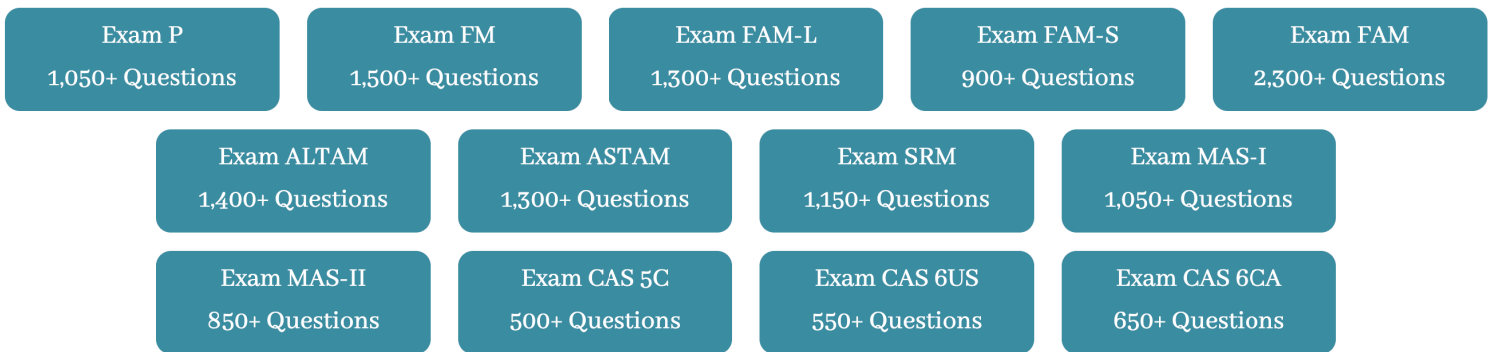 Exam P
1,050+ Questions
Exam FM
1,500+ Questions
Exam FAM-L
1,300+ Questions
Exam FAM-S
900+ Questions
Exam FAM
2,300+ Questions
Exam ALTAM
1,400+ Questions
Exam ASTAM
1,300+ Questions
Exam SRM
1,150+ Questions
Exam MAS-I
1,050+ Questions
Exam MAS-II
850+ Questions
Exam CAS 5C
500+ Questions
Exam CAS 6US
550+ Questions
Exam CAS 6CA
650+ Questions